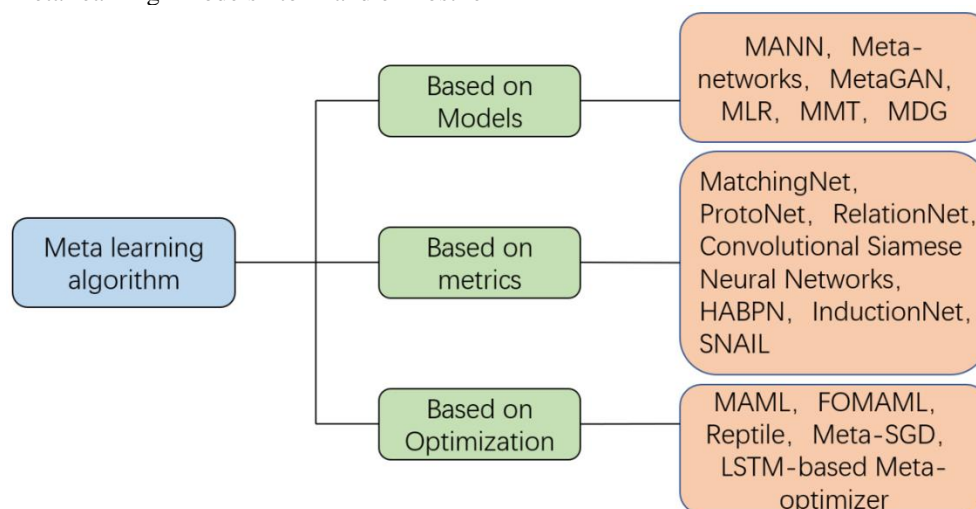 Meta learning
algorithm
Based on
Models
MANN, Meta-
networks, MetaGAN,
MLR, MMT, MDG
Based on
metrics
MatchingNet,
ProtoNet, RelationNet,
Convolutional Siamese
Neural Networks,
HABPN, InductionNet,
SNAIL
Based on
Optimization
MAML, FOMAML,
Reptile, Meta-SGD,
LSTM-based Meta-
optimizer